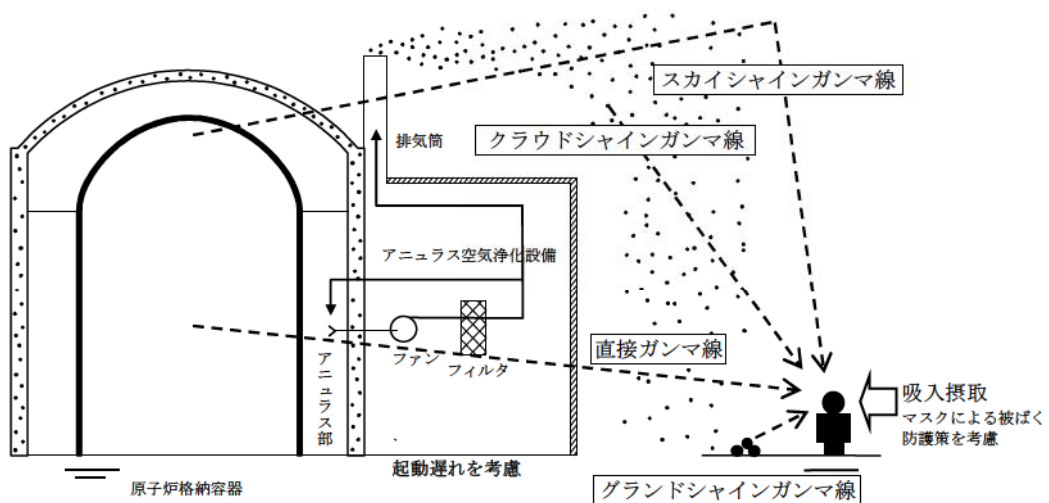 スカイシャインガンマ線
クラウドシャインガンマ線
排気筒
アニュラス空気浄化設備
直接ガンマ線
ファン
フィルタ
アニュラス部
吸入摂取
マスクによる被ばく
防護策を考慮
起動遅れを考慮
原子炉格納容器
グランドシャインガンマ線